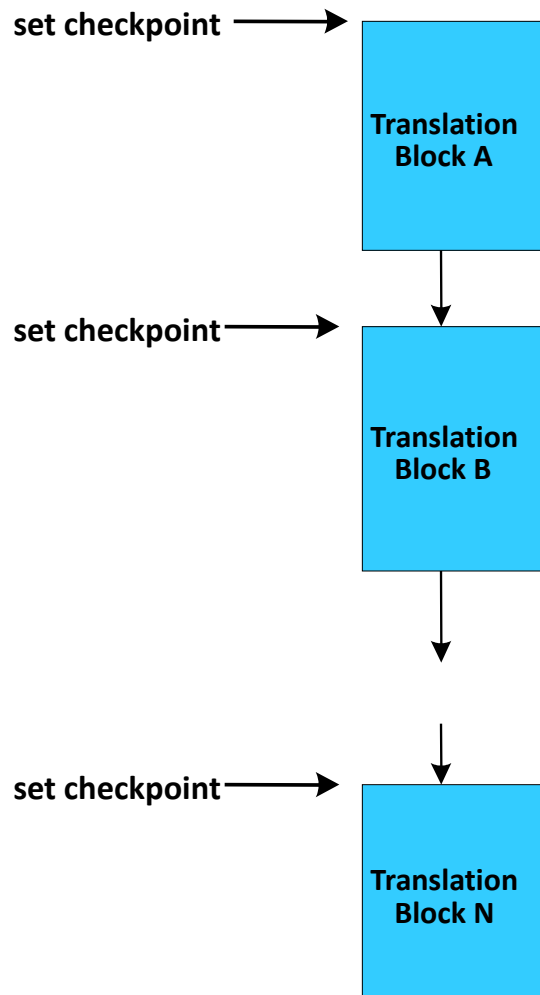 set checkpoint
Translation
Block A
set checkpoint
Translation
Block B
set checkpoint
Translation
Block N